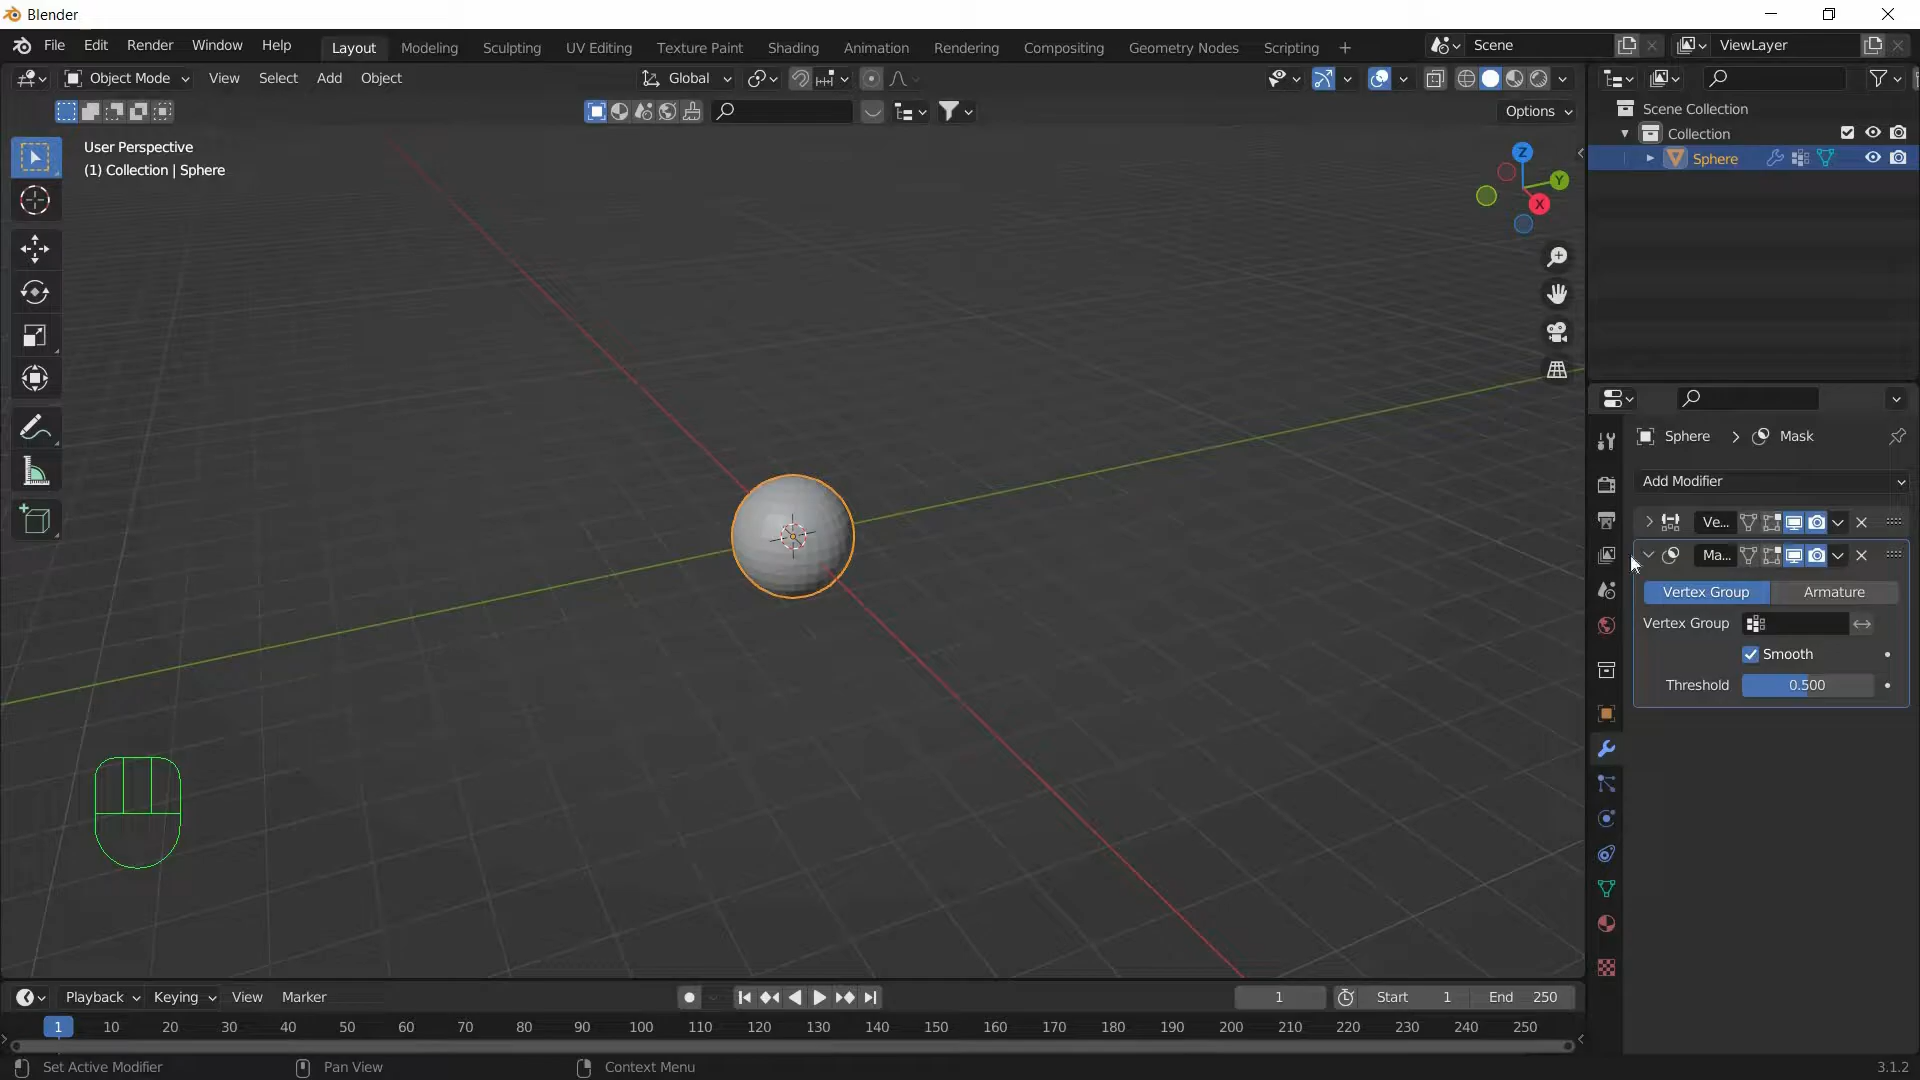 Blender
File Edit Render Window Help Layout Modeling Sculpting UV Editing Texture Paint Shading Animation Rendering Compositing Geometry Nodes Scripting + Scene ViewLayer
Object Mode View Select Add Object Global
Options
User Perspective
(1) Collection | Sphere
Z
Y
X
Scene Collection
Collection
Sphere
Sphere > Mask
Add Modifier
Ve...
Ma...
Vertex Group Armature
Vertex Group
Smooth
Threshold 0.500
Playback Keying View Marker 1 Start 1 End 250
1 10 20 30 40 50 60 70 80 90 100 110 120 130 140 150 160 170 180 190 200 210 220 230 240 250
Set Active Modifier Pan View Context Menu 3.1.2